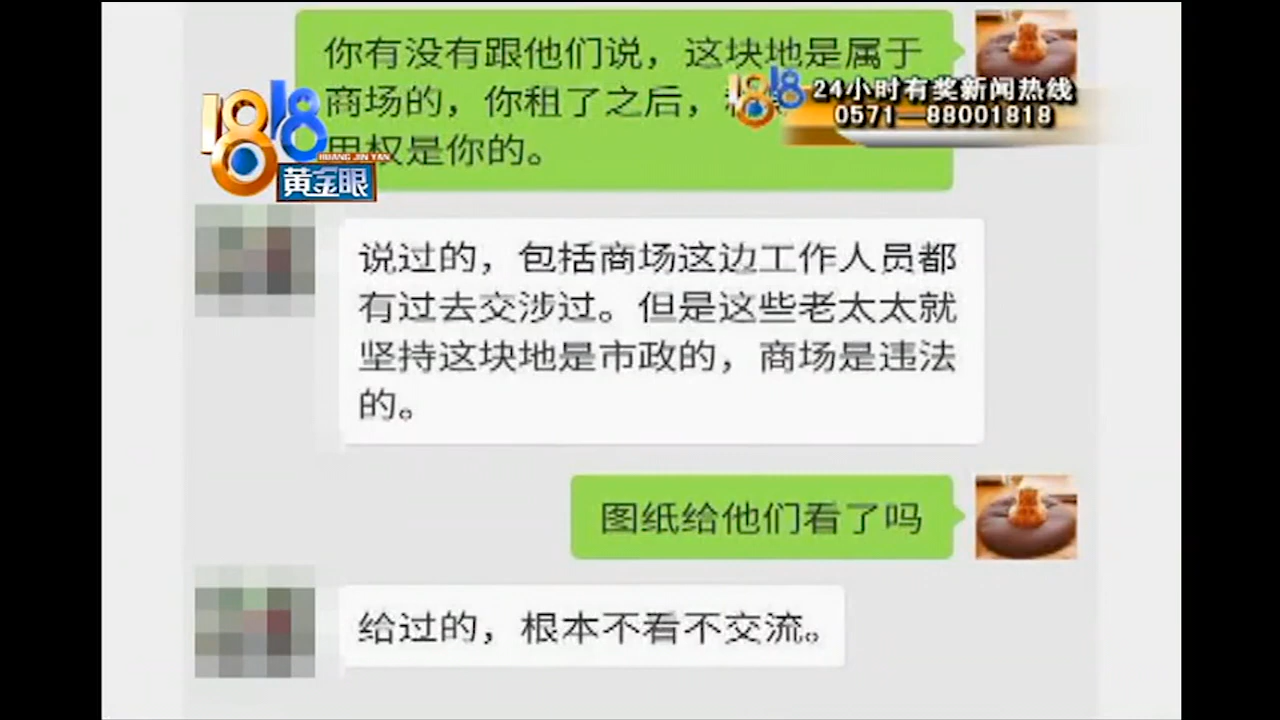 你有没有跟他们说，这块地是属于
商场的，你租了之后，
用权是你的。
1818
HUANG JIN YAN
黄金眼
1818
24小时有奖新闻热线
0571—88001818
说过的，包括商场这边工作人员都
有过去交涉过。但是这些老太太就
坚持这块地是市政的，商场是违法
的。
图纸给他们看了吗
给过的，根本不看不交流。